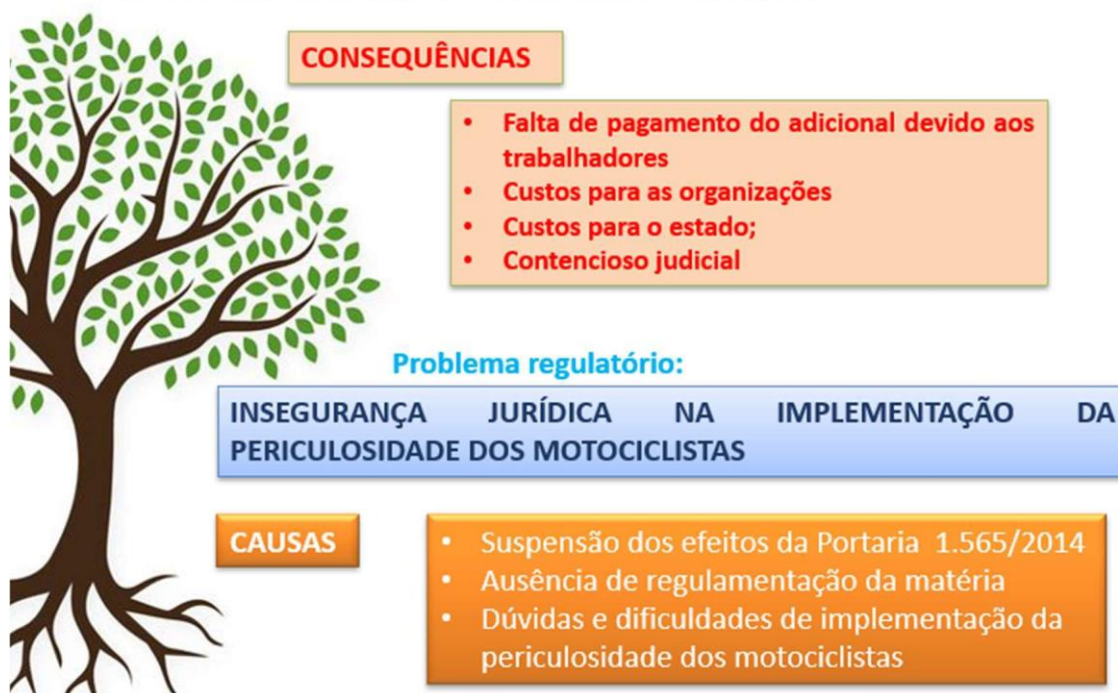 CONSEQUÊNCIAS
• Falta de pagamento do adicional devido aos
trabalhadores
• Custos para as organizações
• Custos para o estado;
• Contencioso judicial
Problema regulatório:
INSEGURANÇA JURÍDICA NA IMPLEMENTAÇÃO DA
PERICULOSIDADE DOS MOTOCICLISTAS
CAUSAS
• Suspensão dos efeitos da Portaria 1.565/2014
• Ausência de regulamentação da matéria
• Dúvidas e dificuldades de implementação da
periculosidade dos motociclistas